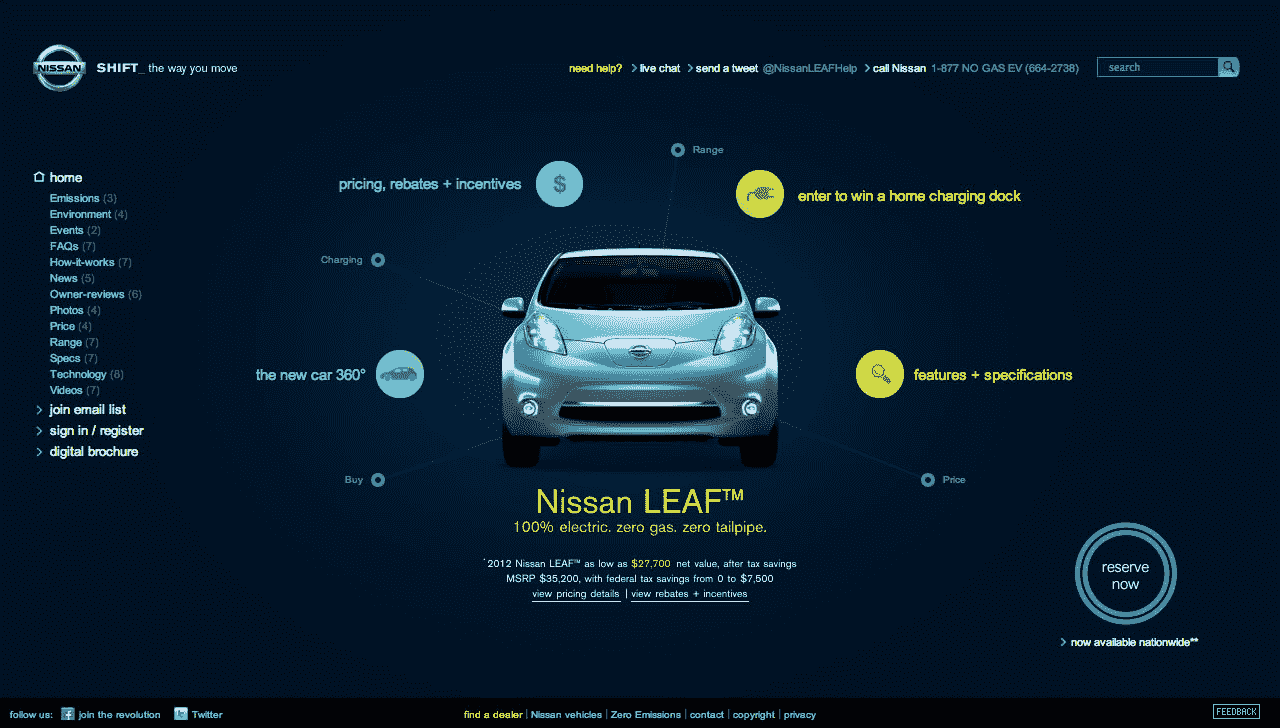 NISSAN
SHIFT_ the way you move
need help? live chat send a tweet @NissanLEAFHelp call Nissan 1-877 NO GAS EV (664-2738)
search
home
Emissions (3)
Environment (4)
Events (2)
FAQs (7)
How-it-works (7)
News (5)
Owner-reviews (6)
Photos (4)
Price (4)
Range (7)
Specs (7)
Technology (8)
Videos (7)
join email list
sign in / register
digital brochure
Range
pricing, rebates + incentives
$
enter to win a home charging dock
Charging
the new car 360°
features + specifications
Buy
Price
Nissan LEAF™
100% electric. zero gas. zero tailpipe.
*2012 Nissan LEAF™ as low as $27,700 net value, after tax savings
MSRP $35,200, with federal tax savings from 0 to $7,500
view pricing details | view rebates + incentives
reserve
now
now available nationwide**
follow us: join the revolution Twitter
find a dealer | Nissan vehicles | Zero Emissions | contact | copyright | privacy
FEEDBACK